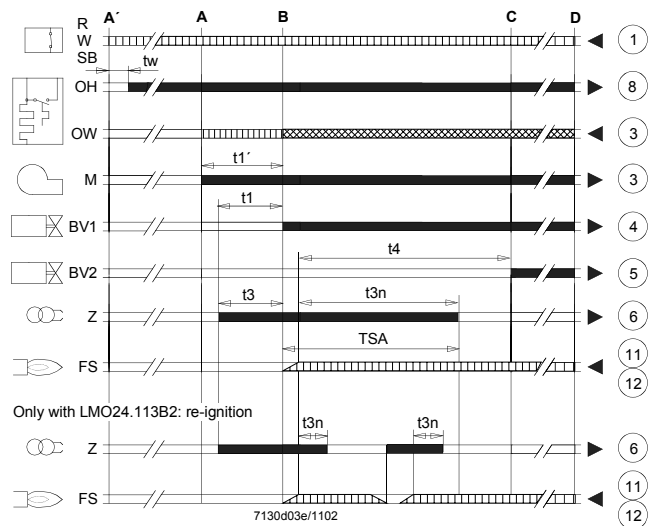 R A´ A B C D
W 1
SB tw
OH 8
OW 3
t1´
M 3
t1
BV1 4
t4
BV2 5
t3 t3n
Z 6
TSA
FS 11
12
Only with LMO24.113B2: re-ignition
t3n t3n
Z 6
FS 11
7130d03e/1102 12